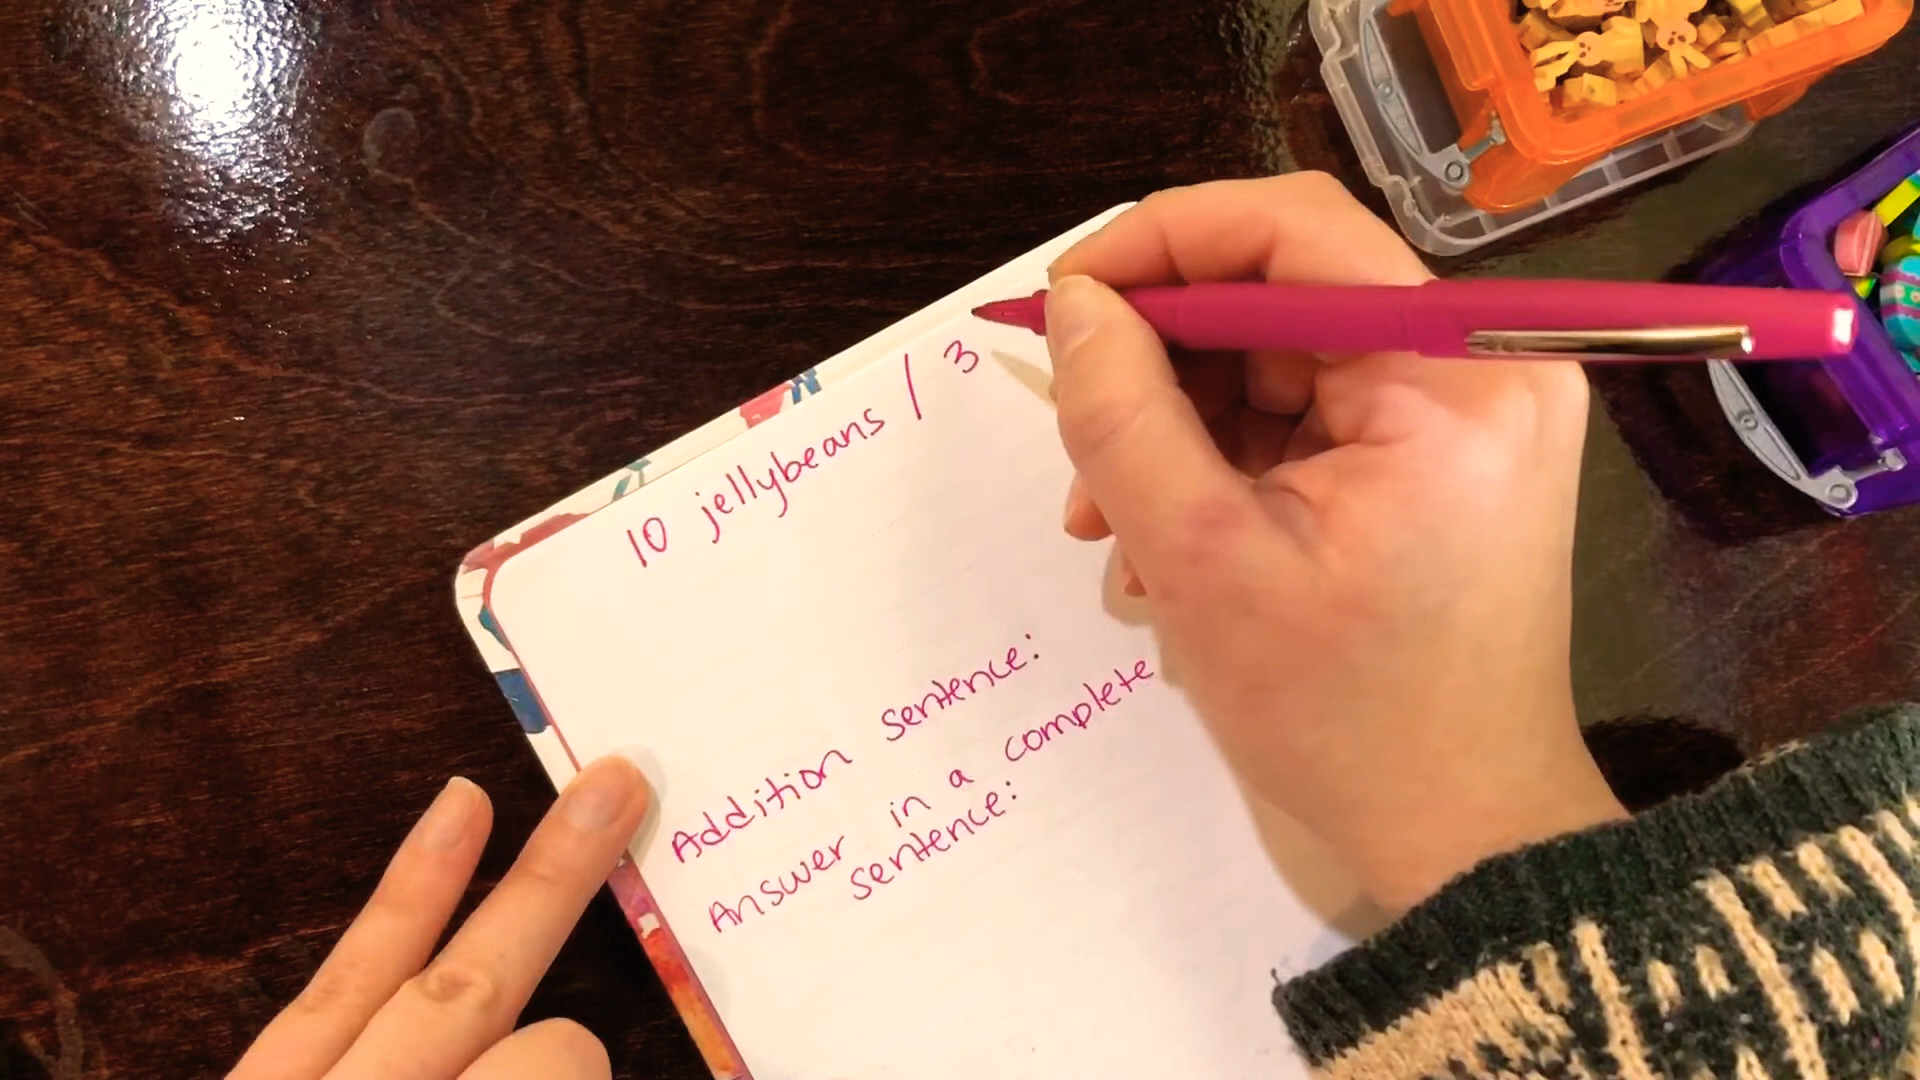 10 jellybeans / 3
Addition sentence:
Answer in a complete
sentence: